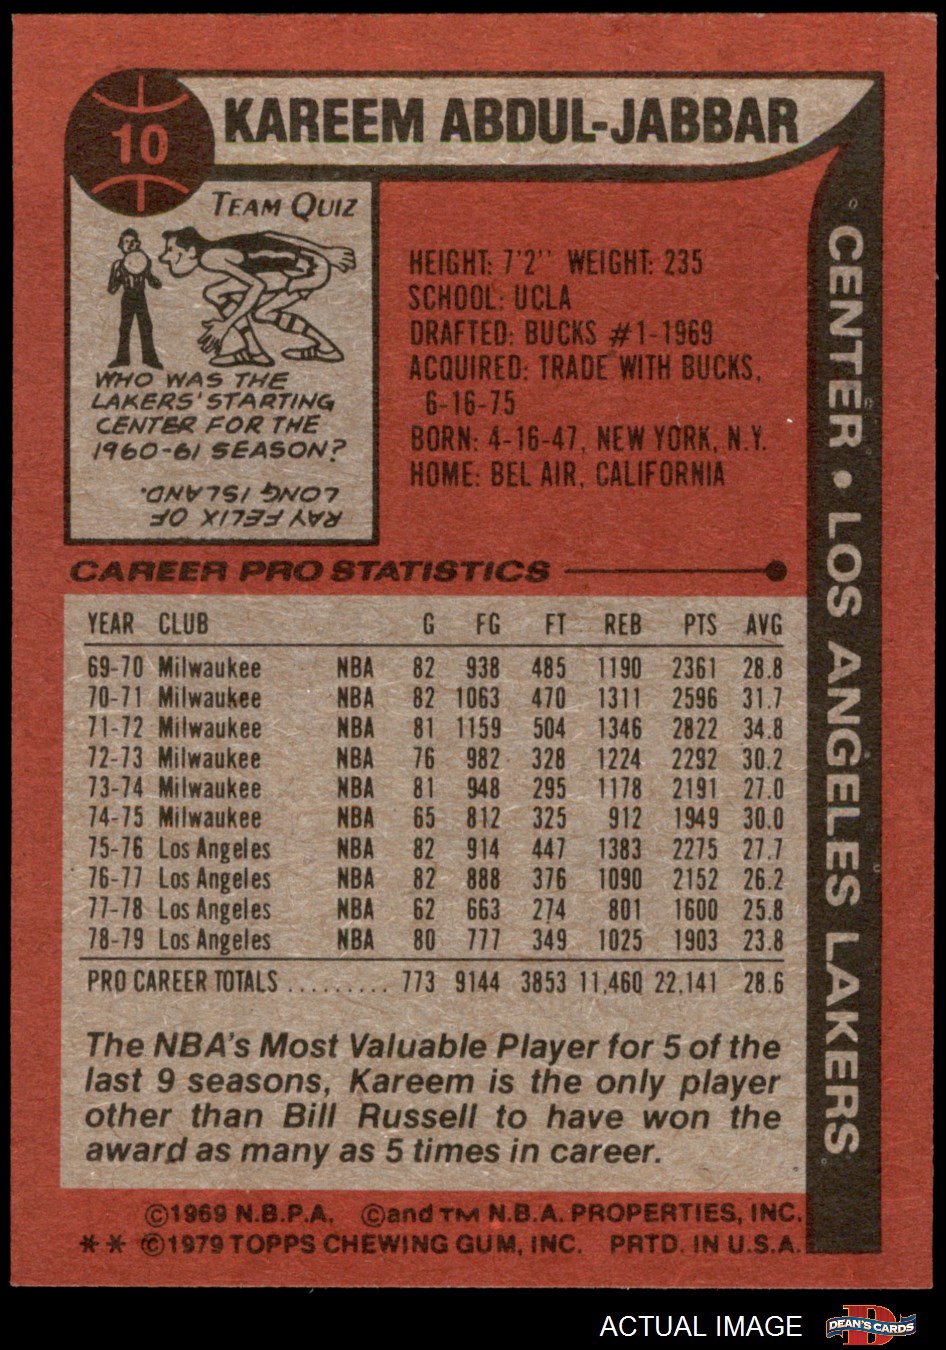 10
KAREEM ABDUL-JABBAR
TEAM QUIZ
WHO WAS THE
LAKERS' STARTING
CENTER FOR THE
1960-61 SEASON?
RAY FELIX OF
LONG ISLAND.
HEIGHT: 7'2'' WEIGHT: 235
SCHOOL: UCLA
DRAFTED: BUCKS #1-1969
ACQUIRED: TRADE WITH BUCKS,
6-16-75
BORN: 4-16-47, NEW YORK, N.Y.
HOME: BEL AIR, CALIFORNIA
CENTER • LOS ANGELES LAKERS
CAREER PRO STATISTICS
YEAR CLUB G FG FT REB PTS AVG
69-70 Milwaukee NBA 82 938 485 1190 2361 28.8
70-71 Milwaukee NBA 82 1063 470 1311 2596 31.7
71-72 Milwaukee NBA 81 1159 504 1346 2822 34.8
72-73 Milwaukee NBA 76 982 328 1224 2292 30.2
73-74 Milwaukee NBA 81 948 295 1178 2191 27.0
74-75 Milwaukee NBA 65 812 325 912 1949 30.0
75-76 Los Angeles NBA 82 914 447 1383 2275 27.7
76-77 Los Angeles NBA 82 888 376 1090 2152 26.2
77-78 Los Angeles NBA 62 663 274 801 1600 25.8
78-79 Los Angeles NBA 80 777 349 1025 1903 23.8
PRO CAREER TOTALS ......... 773 9144 3853 11,460 22,141 28.6
The NBA's Most Valuable Player for 5 of the
last 9 seasons, Kareem is the only player
other than Bill Russell to have won the
award as many as 5 times in career.
©1969 N.B.P.A. ©and TM N.B.A. PROPERTIES, INC.
** ©1979 TOPPS CHEWING GUM, INC. PRTD. IN U.S.A.
ACTUAL IMAGE
D
DEAN'S CARDS